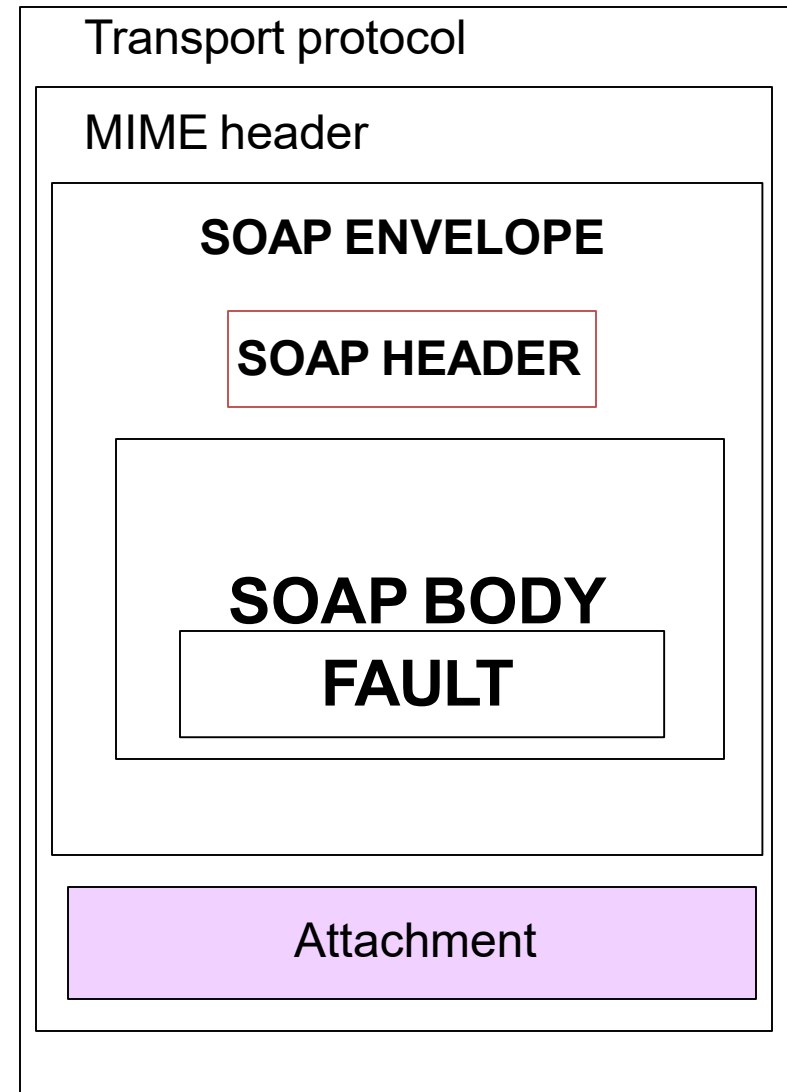 Transport protocol
MIME header
SOAP ENVELOPE
SOAP HEADER
SOAP BODY
FAULT
Attachment